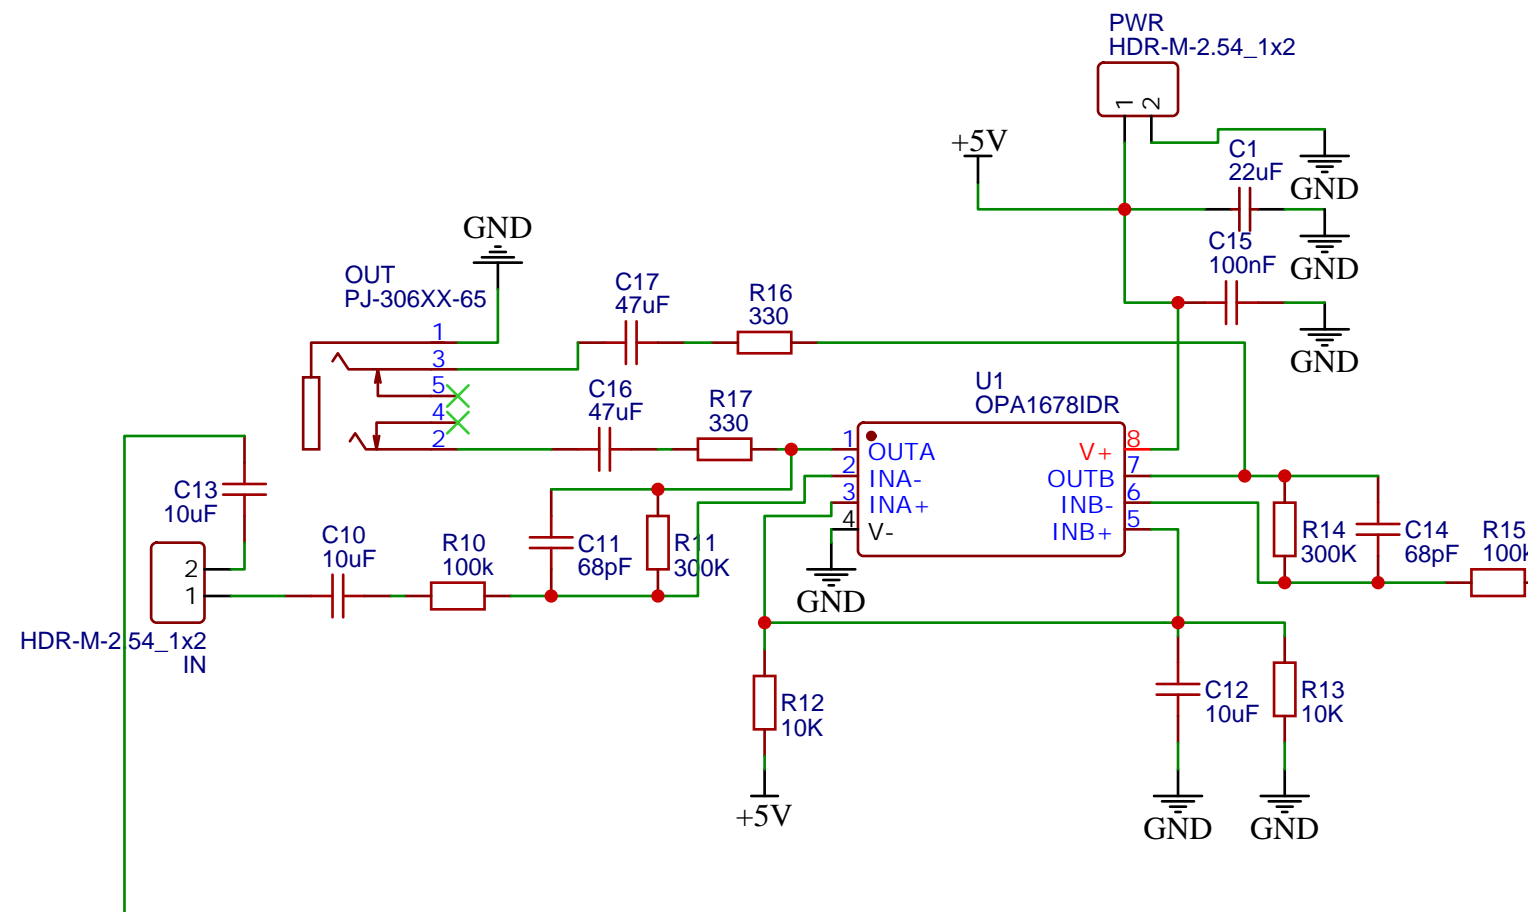 PWR
HDR-M-2.54_1x2
1
2
+5V
C1
22uF
GND
GND
C15
100nF
GND
GND
OUT
PJ-306XX-65
1
3
5
4
2
C17
47uF
R16
330
C16
47uF
R17
330
U1
OPA1678IDR
1
2
3
4
OUTA
INA-
INA+
V-
V+
OUTB
INB-
INB+
8
7
6
5
C13
10uF
2
1
HDR-M-2.54_1x2
IN
C10
10uF
R10
100k
C11
68pF
R11
300K
GND
R14
300K
C14
68pF
R15
100k
R12
10K
+5V
C12
10uF
R13
10K
GND
GND